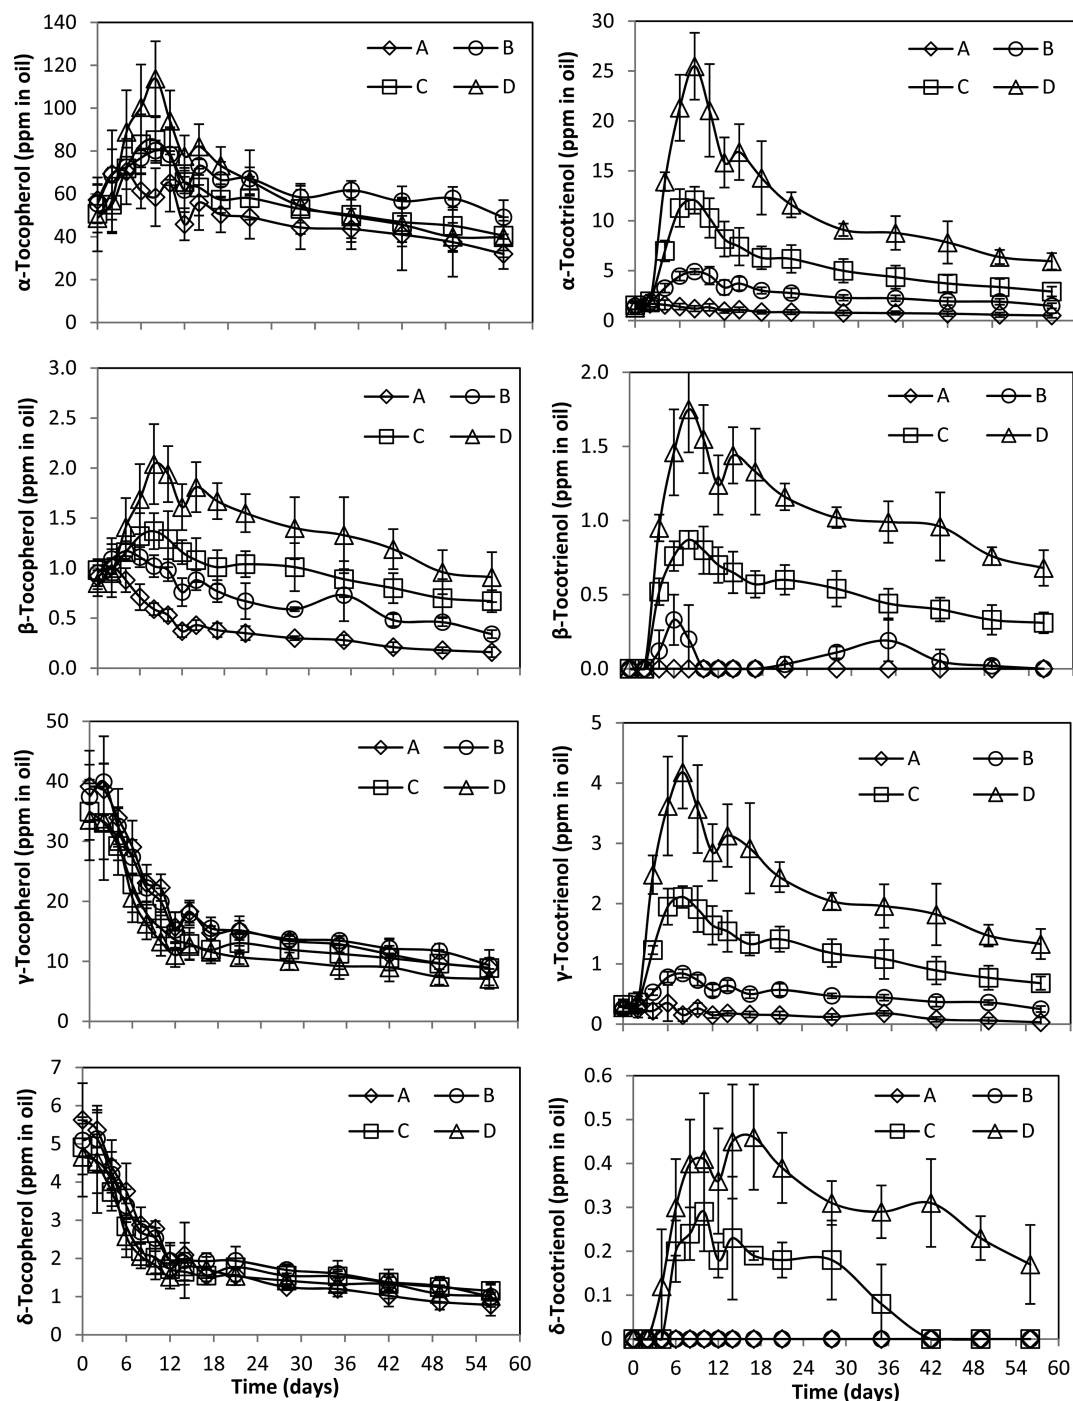 α-Tocopherol (ppm in oil)
140
120
100
80
60
40
20
0
A B
C D
α-Tocotrienol (ppm in oil)
30
25
20
15
10
5
0
A B
C D
β-Tocopherol (ppm in oil)
3.0
2.5
2.0
1.5
1.0
0.5
0.0
A B
C D
β-Tocotrienol (ppm in oil)
2.0
1.5
1.0
0.5
0.0
A B
C D
γ-Tocopherol (ppm in oil)
50
40
30
20
10
0
A B
C D
γ-Tocotrienol (ppm in oil)
5
4
3
2
1
0
A B
C D
δ-Tocopherol (ppm in oil)
7
6
5
4
3
2
1
0
A B
C D
0 6 12 18 24 30 36 42 48 54 60
Time (days)
δ-Tocotrienol (ppm in oil)
0.6
0.5
0.4
0.3
0.2
0.1
0
A B
C D
0 6 12 18 24 30 36 42 48 54 60
Time (days)